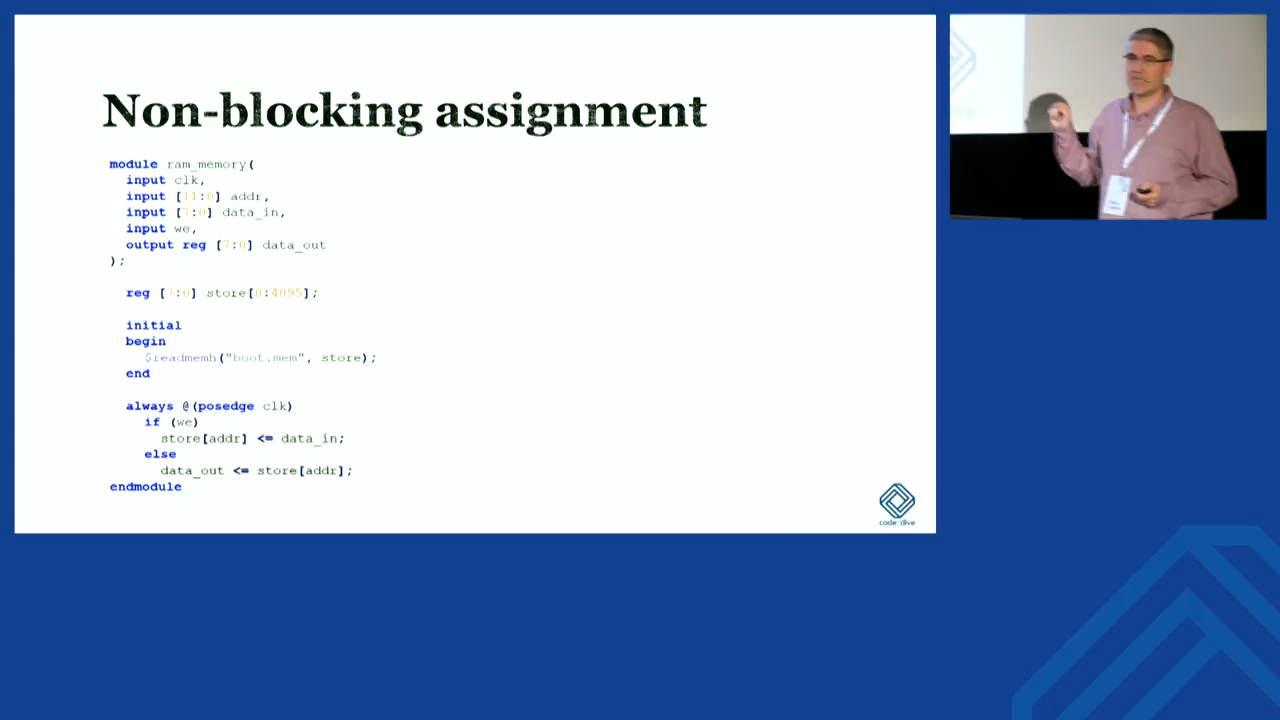 Non-blocking assignment
module ram_memory(
input clk,
input [11:0] addr,
input [7:0] data_in,
input we,
output reg [7:0] data_out
);
reg [7:0] store[0:4095];
initial
begin
$readmemh("boot.mem", store);
end
always @(posedge clk)
if (we)
store[addr] <= data_in;
else
data_out <= store[addr];
endmodule
code::dive